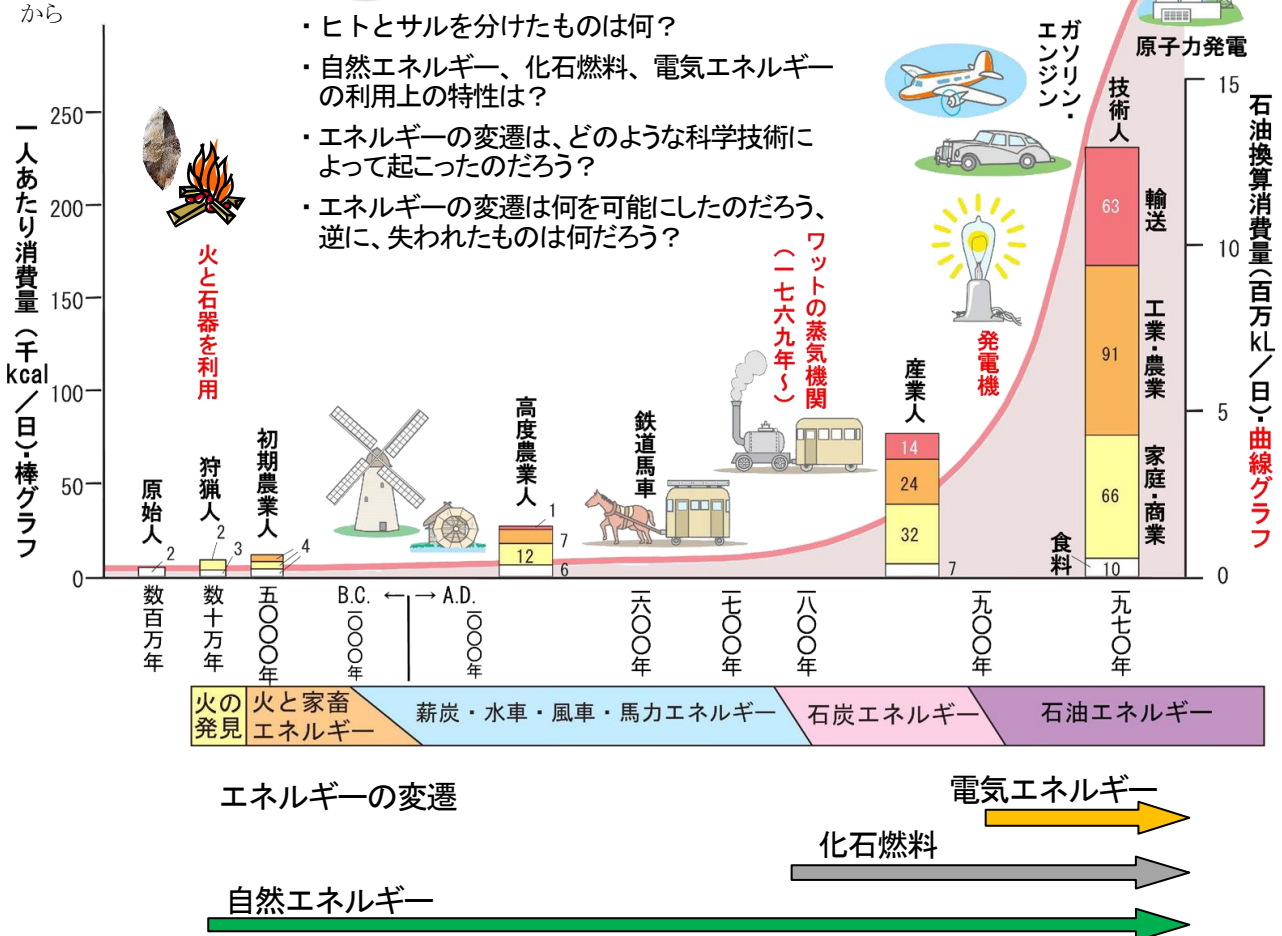 から
・ヒトとサルを分けたものは何?
・自然エネルギー、化石燃料、電気エネルギー
の利用上の特性は?
・エネルギーの変遷は、どのような科学技術に
よって起こったのだろう?
・エネルギーの変遷は何を可能にしたのだろう、
逆に、失われたものは何だろう?
一人あたり消費量(千kcal/日)・棒グラフ
250
200
150
100
50
0
火と石器を利用
原始人
2
狩猟人
2
3
初期農業人
4
高度農業人
1
7
12
6
鉄道馬車
ワットの蒸気機関
(一七六九年~)
産業人
14
24
32
7
発電機
ガソリン・
エンジン
原子力発電
技術人
63
91
66
10
輸送
工業・農業
家庭・商業
食料
15
10
5
0
石油換算消費量(百万kL/日)・曲線グラフ
数百万年
数十万年
五〇〇〇年
B.C. ←→ A.D.
一〇〇〇年
一〇〇〇年
一六〇〇年
一七〇〇年
一八〇〇年
一九〇〇年
一九七〇年
火の
発見
火と家畜
エネルギー
薪炭・水車・風車・馬力エネルギー
石炭エネルギー
石油エネルギー
エネルギーの変遷
電気エネルギー
化石燃料
自然エネルギー